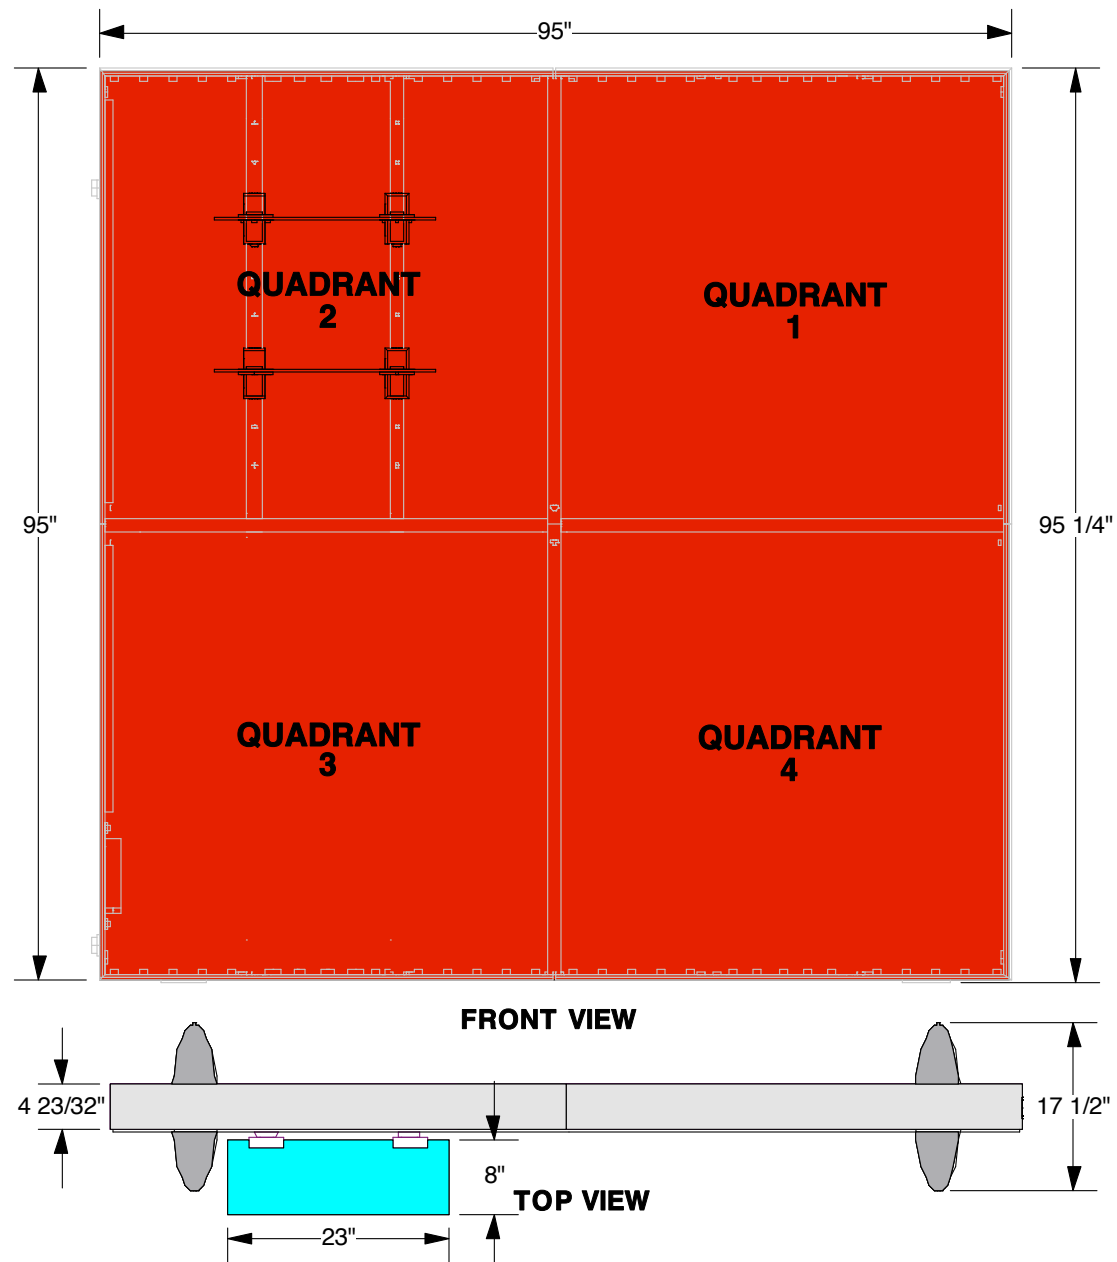 95"
QUADRANT
2
QUADRANT
1
95"
95 1/4"
QUADRANT
3
QUADRANT
4
FRONT VIEW
4 23/32"
17 1/2"
8"
TOP VIEW
23"